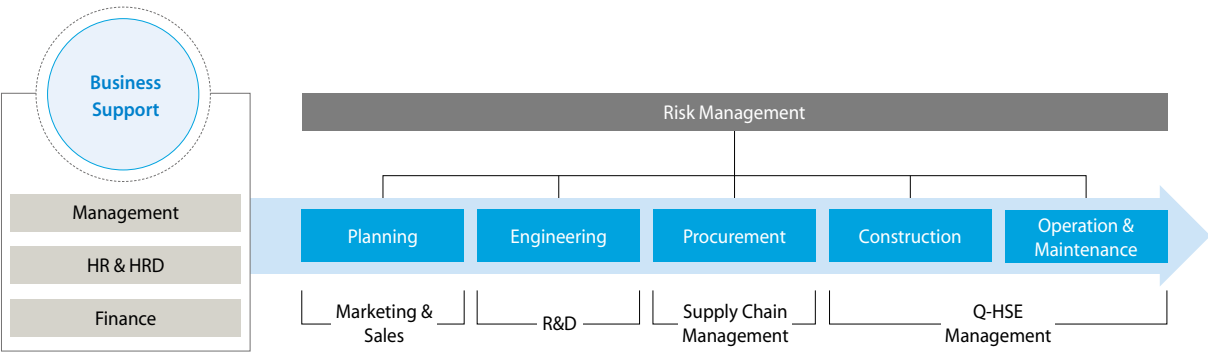 Business
Support
Management
HR & HRD
Finance
Risk Management
Planning
Engineering
Procurement
Construction
Operation &
Maintenance
Marketing &
Sales
R&D
Supply Chain
Management
Q-HSE
Management